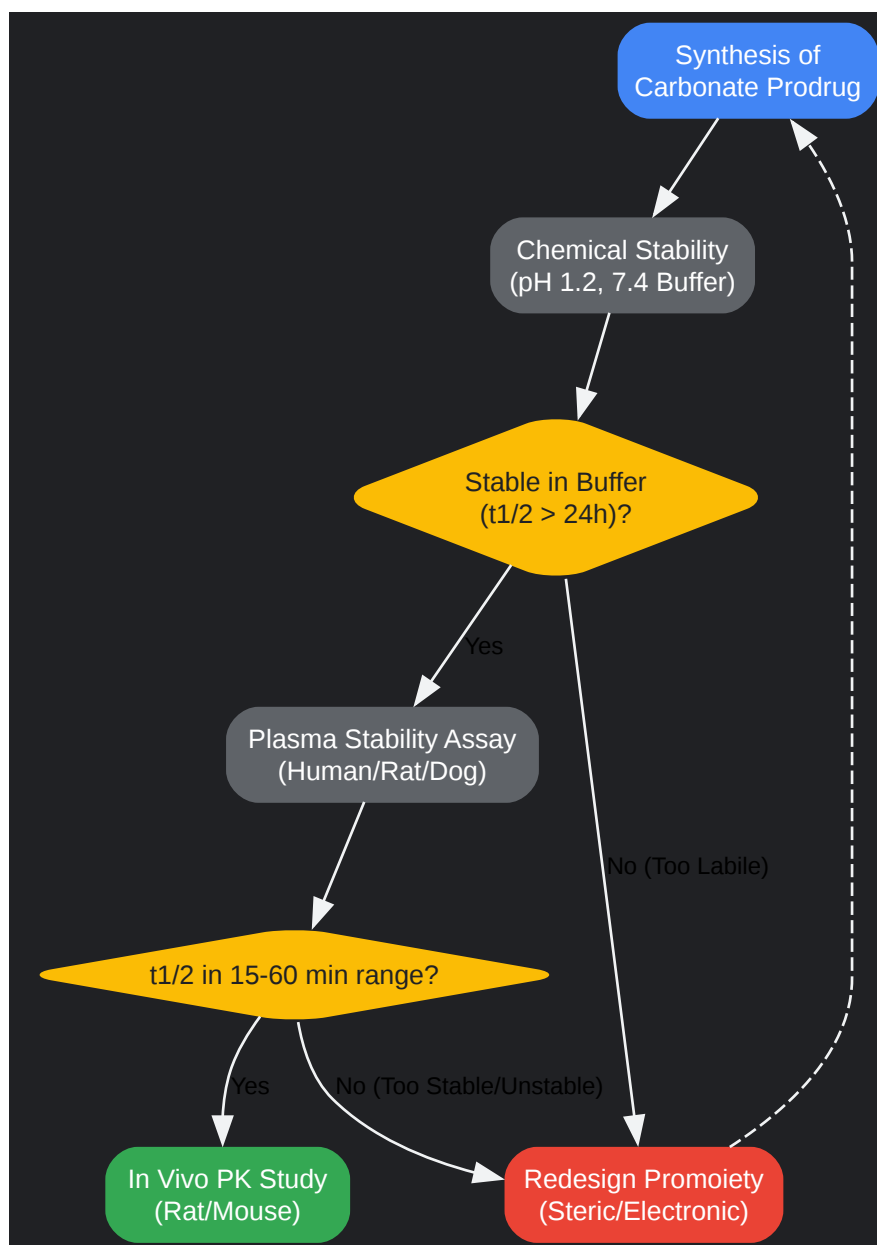 Synthesis of
Carbonate Prodrug
Chemical Stability
(pH 1.2, 7.4 Buffer)
Stable in Buffer
(t1/2 > 24h)?
Yes
Plasma Stability Assay
(Human/Rat/Dog)
No (Too Labile)
t1/2 in 15-60 min range?
Yes
No (Too Stable/Unstable)
In Vivo PK Study
(Rat/Mouse)
Redesign Promoiety
(Steric/Electronic)